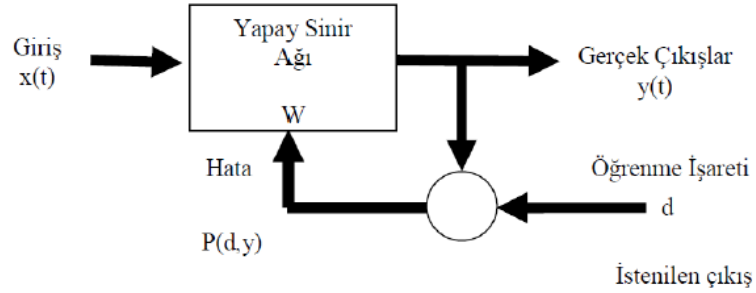 Giriş
x(t)
Yapay Sinir
Ağı
W
Gerçek Çıkışlar
y(t)
Hata
P(d,y)
Öğrenme İşareti
d
İstenilen çıkış